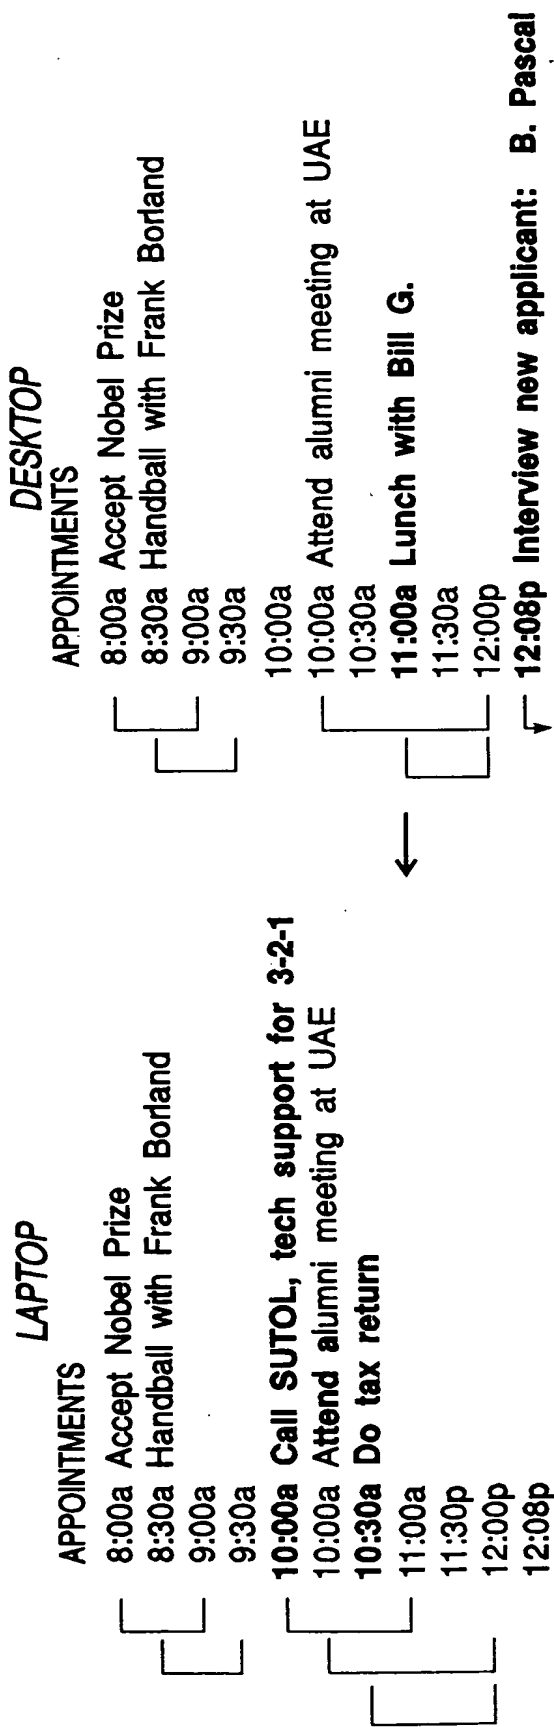 LAPTOP
APPOINTMENTS
8:00a Accept Nobel Prize
8:30a Handball with Frank Borland
9:00a
9:30a
10:00a Call SUTOL, tech support for 3-2-1
10:00a Attend alumni meeting at UAE
10:30a Do tax return
11:00a
11:30p
12:00p
12:08p
DESKTOP
APPOINTMENTS
8:00a Accept Nobel Prize
8:30a Handball with Frank Borland
9:00a
9:30a
10:00a
10:00a Attend alumni meeting at UAE
10:30a
11:00a Lunch with Bill G.
11:30a
12:00p
12:08p Interview new applicant: B. Pascal